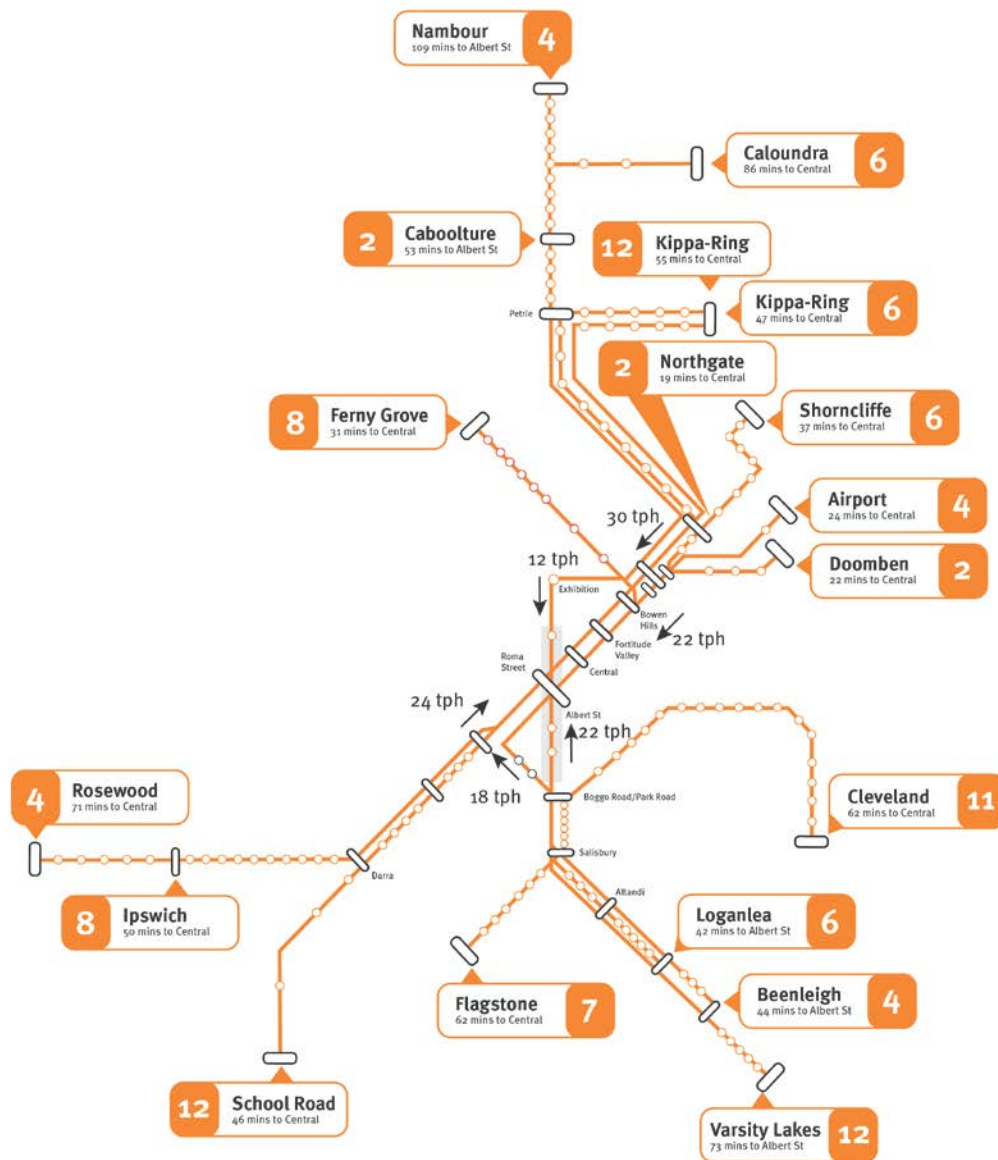 Nambour
109 mins to Albert St
4
Caloundra
86 mins to Central
6
2
Caboolture
53 mins to Albert St
12
Kippa-Ring
55 mins to Central
Kippa-Ring
47 mins to Central
6
Petrie
2
Northgate
19 mins to Central
8
Ferny Grove
31 mins to Central
Shorncliffe
37 mins to Central
6
Airport
24 mins to Central
4
30 tph
12 tph
Doomben
22 mins to Central
2
Exhibition
Bowen
Hills
22 tph
Fortitude
Valley
Roma
Street
Central
24 tph
Albert St
22 tph
18 tph
4
Rosewood
71 mins to Central
Boggo Road/Park Road
Cleveland
62 mins to Central
11
Salisbury
Darra
Altandi
8
Ipswich
50 mins to Central
Loganlea
42 mins to Albert St
6
Flagstone
62 mins to Central
7
Beenleigh
44 mins to Albert St
4
12
School Road
46 mins to Central
Varsity Lakes
73 mins to Albert St
12